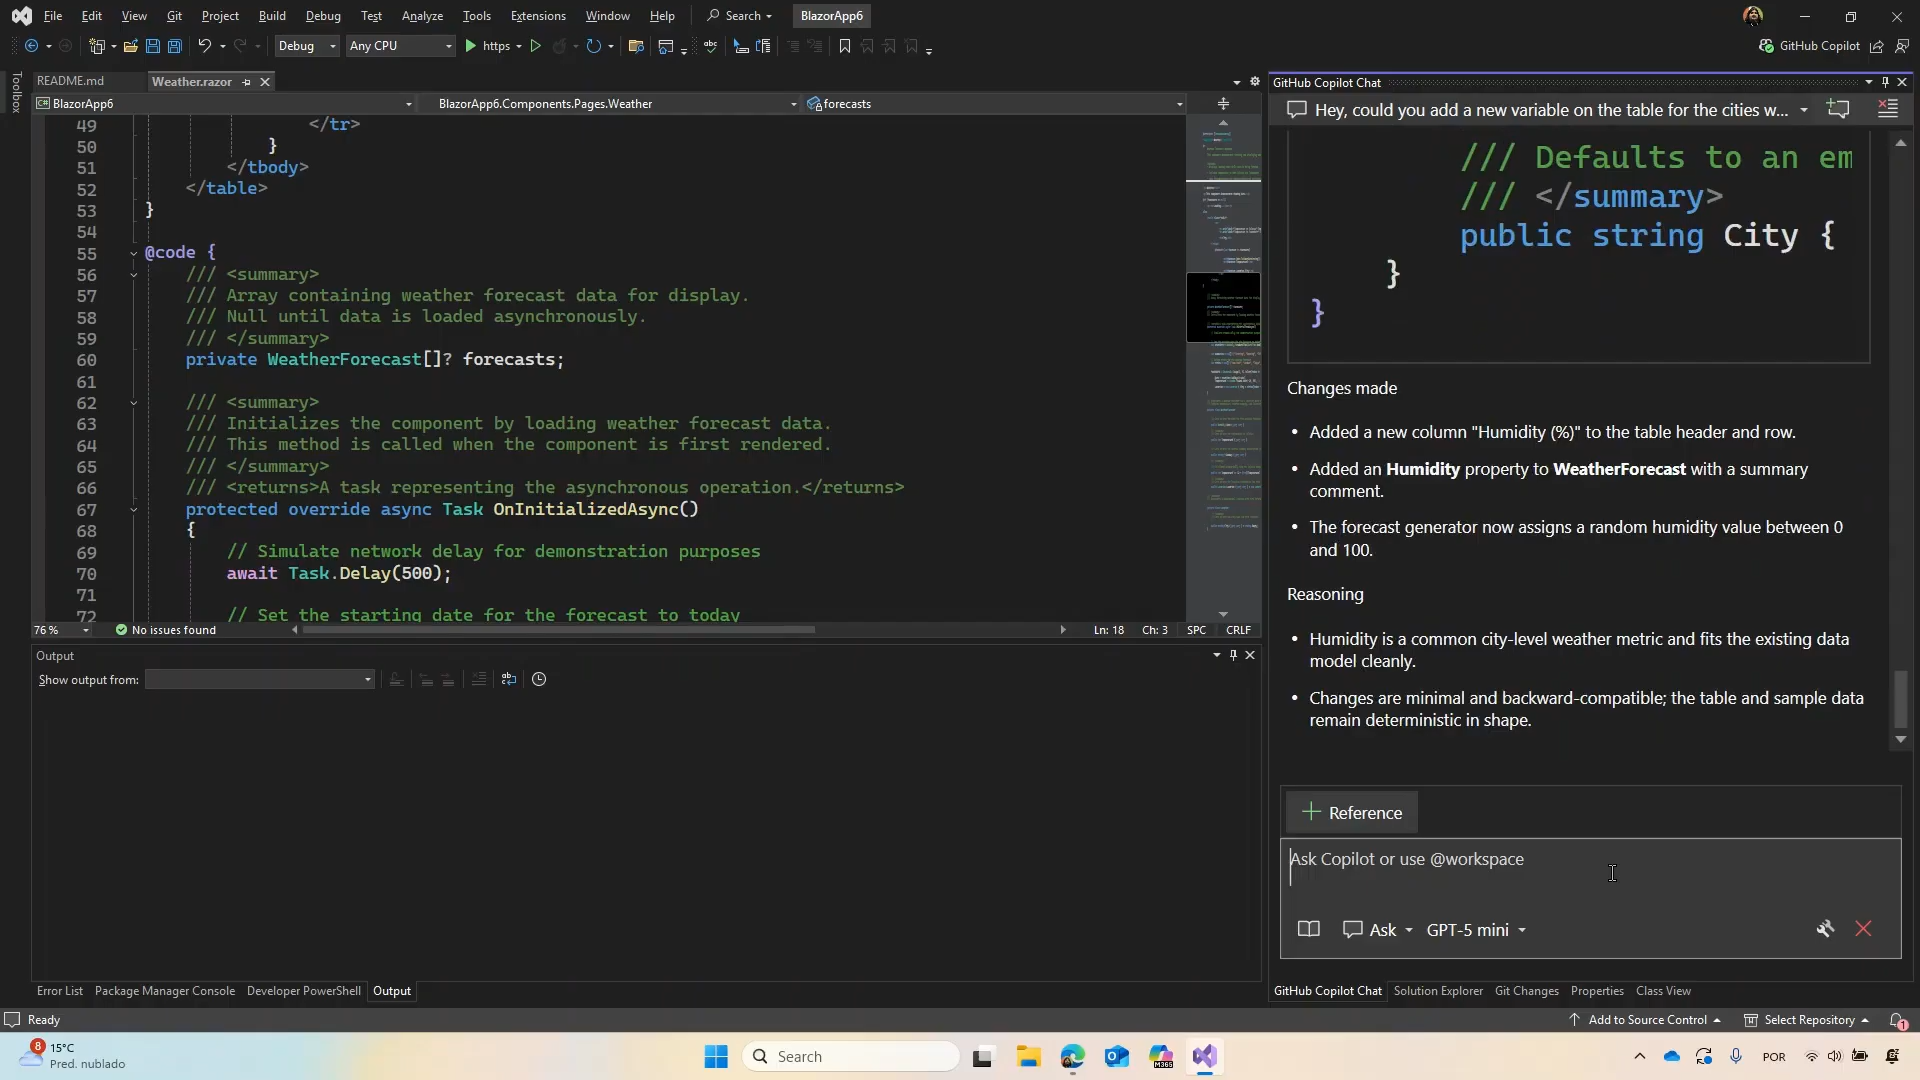 File Edit View Git Project Build Debug Test Analyze Tools Extensions Window Help Search BlazorApp6
Debug Any CPU https GitHub Copilot
Toolbox
README.md Weather.razor
BlazorApp6 BlazorApp6.Components.Pages.Weather forecasts
49 </tr>
50 }
51 </tbody>
52 </table>
53 }
54
55 @code {
56 /// <summary>
57 /// Array containing weather forecast data for display.
58 /// Null until data is loaded asynchronously.
59 /// </summary>
60 private WeatherForecast[]? forecasts;
61
62 /// <summary>
63 /// Initializes the component by loading weather forecast data.
64 /// This method is called when the component is first rendered.
65 /// </summary>
66 /// <returns>A task representing the asynchronous operation.</returns>
67 protected override async Task OnInitializedAsync()
68 {
69 // Simulate network delay for demonstration purposes
70 await Task.Delay(500);
71
72 // Set the starting date for the forecast to today
76 % No issues found Ln: 18 Ch: 3 SPC CRLF
Output
Show output from:
Error List Package Manager Console Developer PowerShell Output
GitHub Copilot Chat
Hey, could you add a new variable on the table for the cities w...
/// Defaults to an em
/// </summary>
public string City {
}
}
Changes made
• Added a new column "Humidity (%)" to the table header and row.
• Added an Humidity property to WeatherForecast with a summary
comment.
• The forecast generator now assigns a random humidity value between 0
and 100.
Reasoning
• Humidity is a common city-level weather metric and fits the existing data
model cleanly.
• Changes are minimal and backward-compatible; the table and sample data
remain deterministic in shape.
Reference
Ask Copilot or use @workspace
Ask GPT-5 mini
GitHub Copilot Chat Solution Explorer Git Changes Properties Class View
Ready Add to Source Control Select Repository 1
8 15°C
Pred. nublado
Search
M365
POR